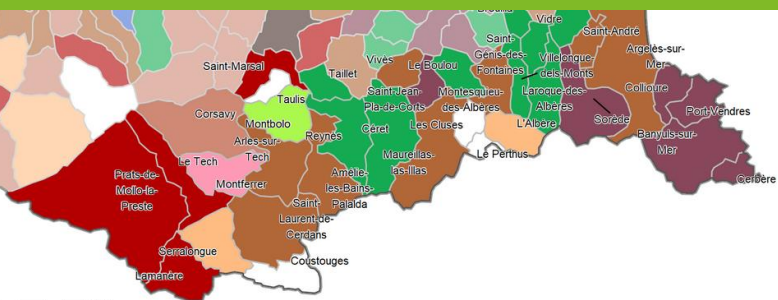 Brouilla
Vidre
Saint-André
Saint-
Génis-des-
Fontaines
Villelongue-
dels-Monts
Argelès-sur-
Mer
Saint-Marsal
Vivès
Le Boulou
Taillet
Saint-Jean-
Pla-de-Corts
Montesquieu-
des-Albères
Laroque-des-
Albères
Collioure
Taulis
Port-Vendres
Corsavy
Montbolo
Reynès
Céret
Les Cluses
L'Albère
Sorède
Banyuls-sur-
Mer
Arles-sur-
Tech
Le Tech
Maureillas-
las-Illas
Le Perthus
Prats-de-
Mollo-la-
Preste
Montferrer
Amélie-
les-Bains-
Palalda
Cerbère
Saint-
Laurent-de-
Cerdans
Serralongue
Coustouges
Lamanère